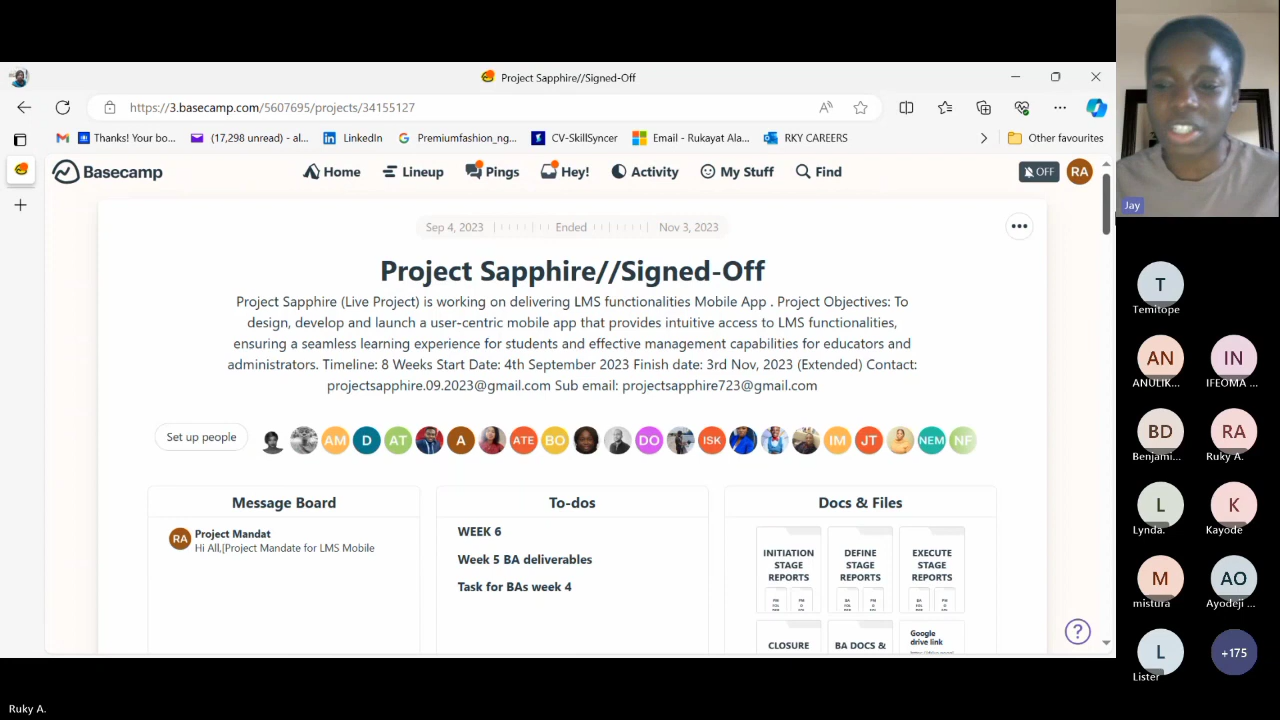 Project Sapphire//Signed-Off
https://3.basecamp.com/5607695/projects/34155127
Thanks! Your bo...
(17,298 unread) - al...
LinkedIn
Premiumfashion_ng...
CV-SkillSyncer
Email - Rukayat Ala...
RKY CAREERS
Other favourites
Basecamp
Home
Lineup
Pings
Hey!
Activity
My Stuff
Find
OFF
RA
Sep 4, 2023
Ended
Nov 3, 2023
Project Sapphire//Signed-Off
Project Sapphire (Live Project) is working on delivering LMS functionalities Mobile App . Project Objectives: To
design, develop and launch a user-centric mobile app that provides intuitive access to LMS functionalities,
ensuring a seamless learning experience for students and effective management capabilities for educators and
administrators. Timeline: 8 Weeks Start Date: 4th September 2023 Finish date: 3rd Nov, 2023 (Extended) Contact:
projectsapphire.09.2023@gmail.com Sub email: projectsapphire723@gmail.com
Set up people
AM
D
AT
A
ATE
BO
DO
ISK
IM
JT
NEM
NF
Message Board
RA
Project Mandat
Hi All,[Project Mandate for LMS Mobile
To-dos
WEEK 6
Week 5 BA deliverables
Task for BAs week 4
Docs & Files
INITIATION
STAGE
REPORTS
DEFINE
STAGE
REPORTS
EXECUTE
STAGE
REPORTS
CLOSURE
BA DOCS &
Google
drive link
?
Jay
T
Temitope
AN
ANULIK...
IN
IFEOMA ...
BD
Benjami...
RA
Ruky A.
L
Lynda.
K
Kayode
M
mistura
AO
Ayodeji ...
L
Lister
+175
Ruky A.